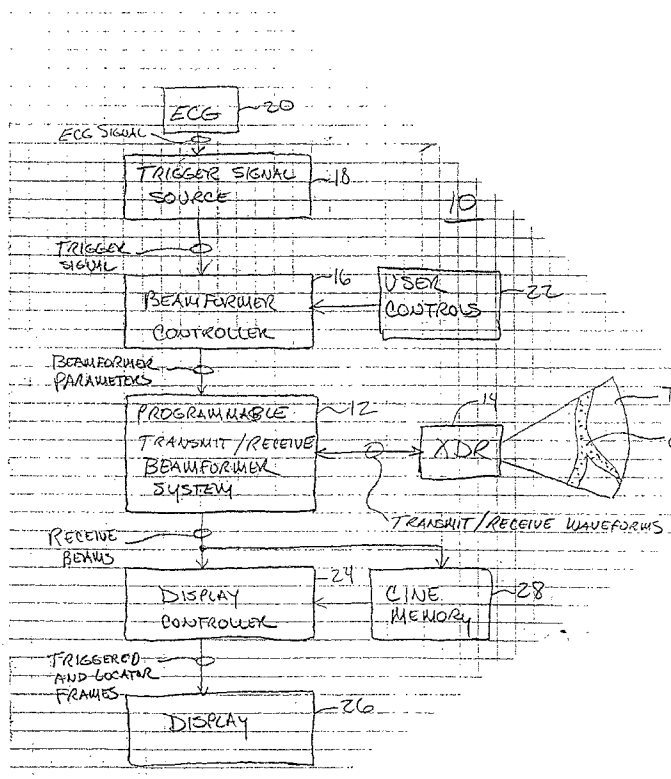 ECG
20
ECG SIGNAL
TRIGGER SIGNAL
SOURCE
18
10
TRIGGER
SIGNAL
16
BEAMFORMER
CONTROLLER
USER
CONTROLS
22
BEAMFORMER
PARAMETERS
PROGRAMMABLE
TRANSMIT/RECEIVE
BEAMFORMER
SYSTEM
12
14
XDR
TRANSMIT/RECEIVE WAVEFORMS
RECEIVE
BEAMS
DISPLAY
CONTROLLER
24
CINE
MEMORY
28
TRIGGERED
AND LOCATOR
FRAMES
DISPLAY
26